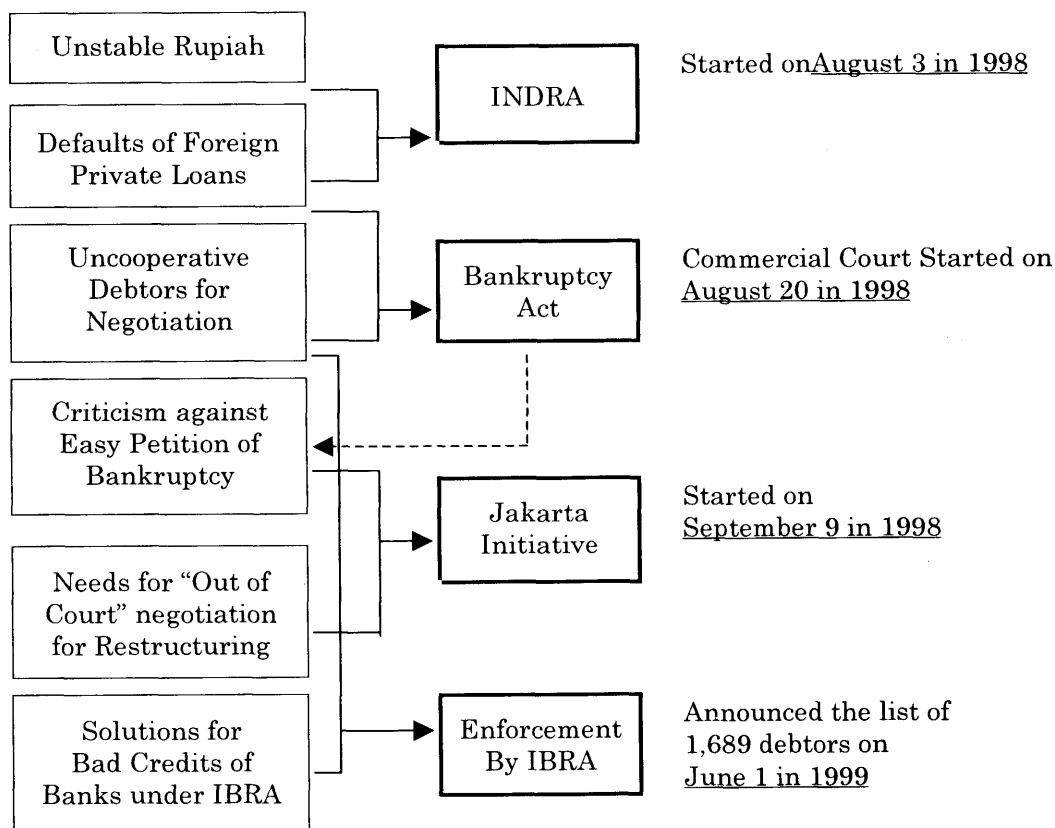 Unstable Rupiah
INDRA
Started onAugust 3 in 1998
Defaults of Foreign
Private Loans
Uncooperative
Debtors for
Negotiation
Bankruptcy
Act
Commercial Court Started on
August 20 in 1998
Criticism against
Easy Petition of
Bankruptcy
Jakarta
Initiative
Started on
September 9 in 1998
Needs for “Out of
Court” negotiation
for Restructuring
Solutions for
Bad Credits of
Banks under IBRA
Enforcement
By IBRA
Announced the list of
1,689 debtors on
June 1 in 1999